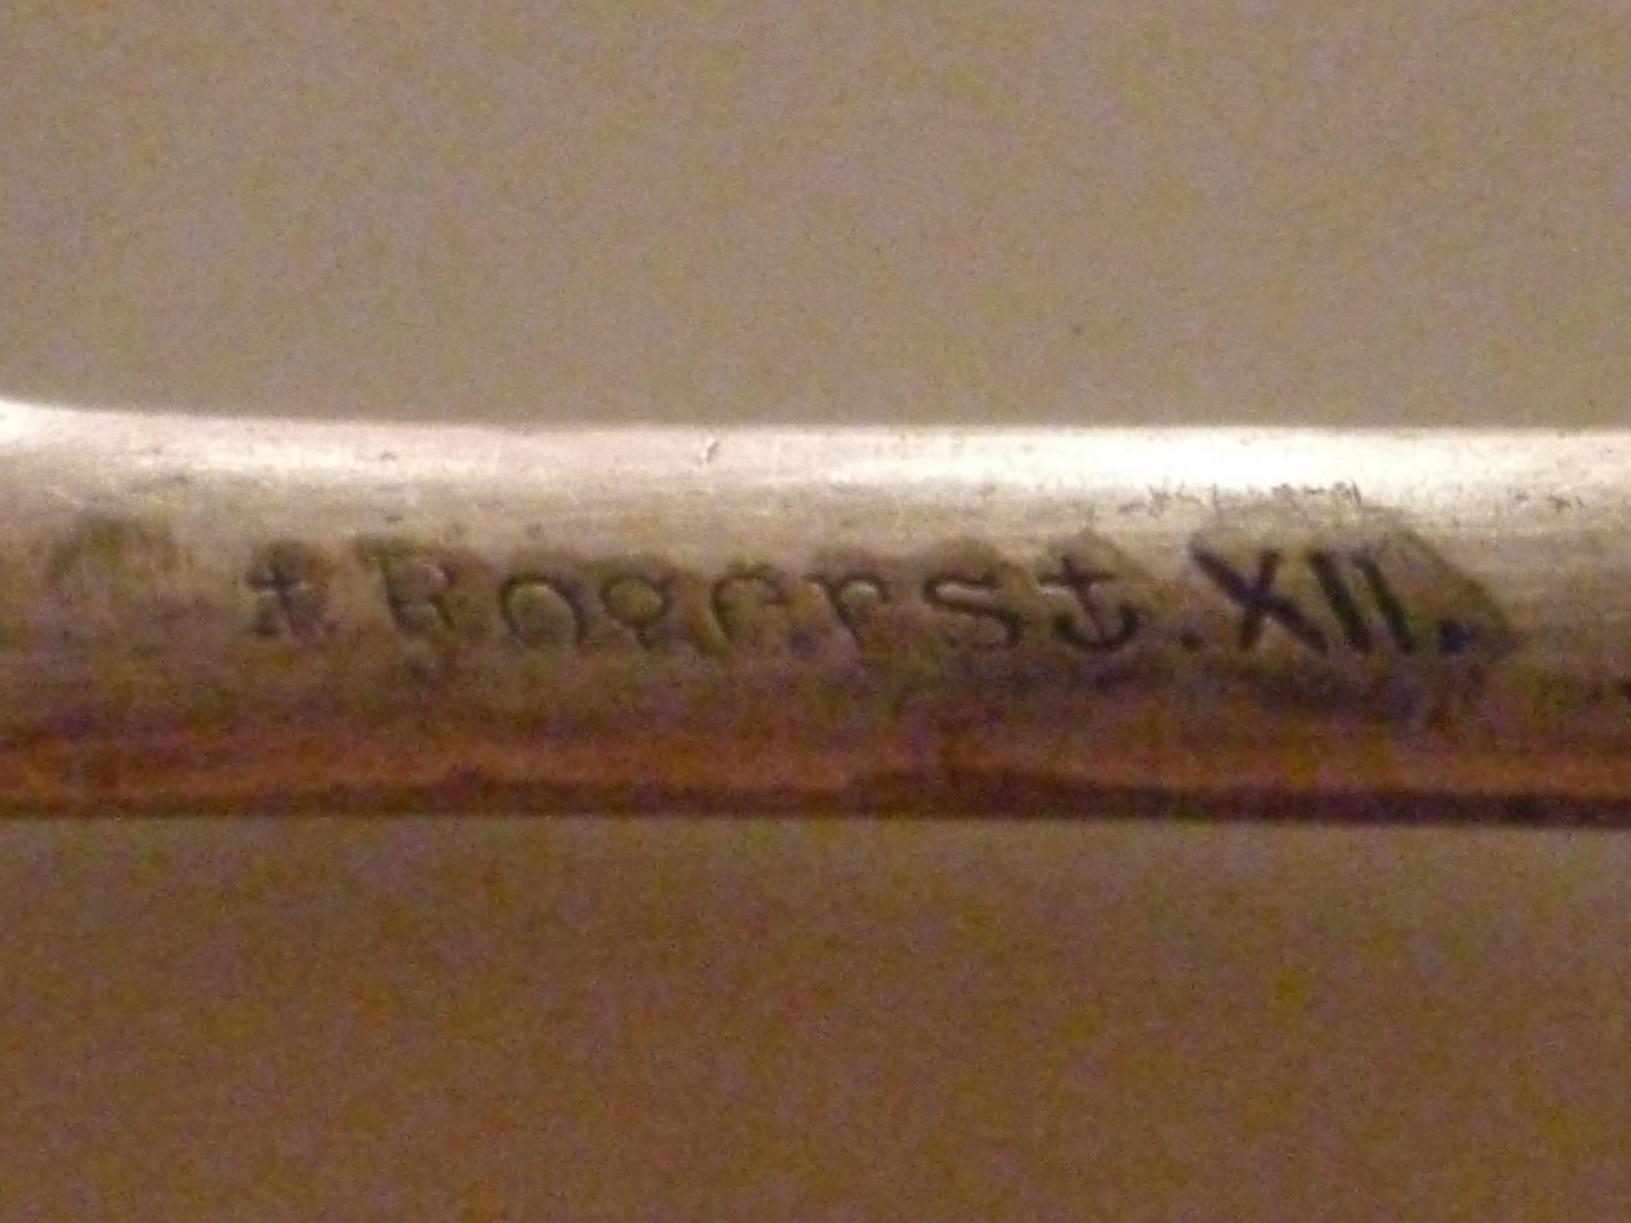 ⚓ Rogers ⚓. XII.